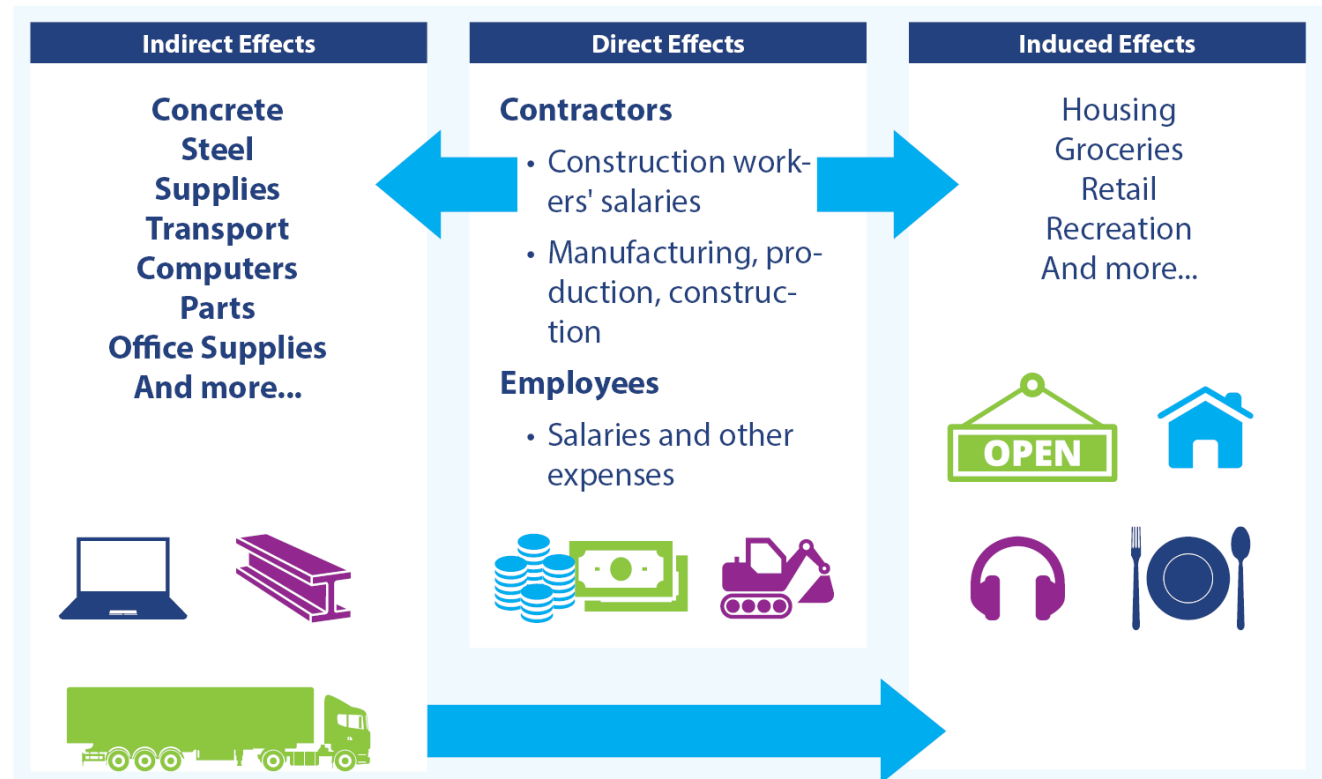 Indirect Effects
Concrete
Steel
Supplies
Transport
Computers
Parts
Office Supplies
And more...
Direct Effects
Contractors
• Construction work-
ers' salaries
• Manufacturing, pro-
duction, construc-
tion
Employees
• Salaries and other
expenses
Induced Effects
Housing
Groceries
Retail
Recreation
And more...
OPEN